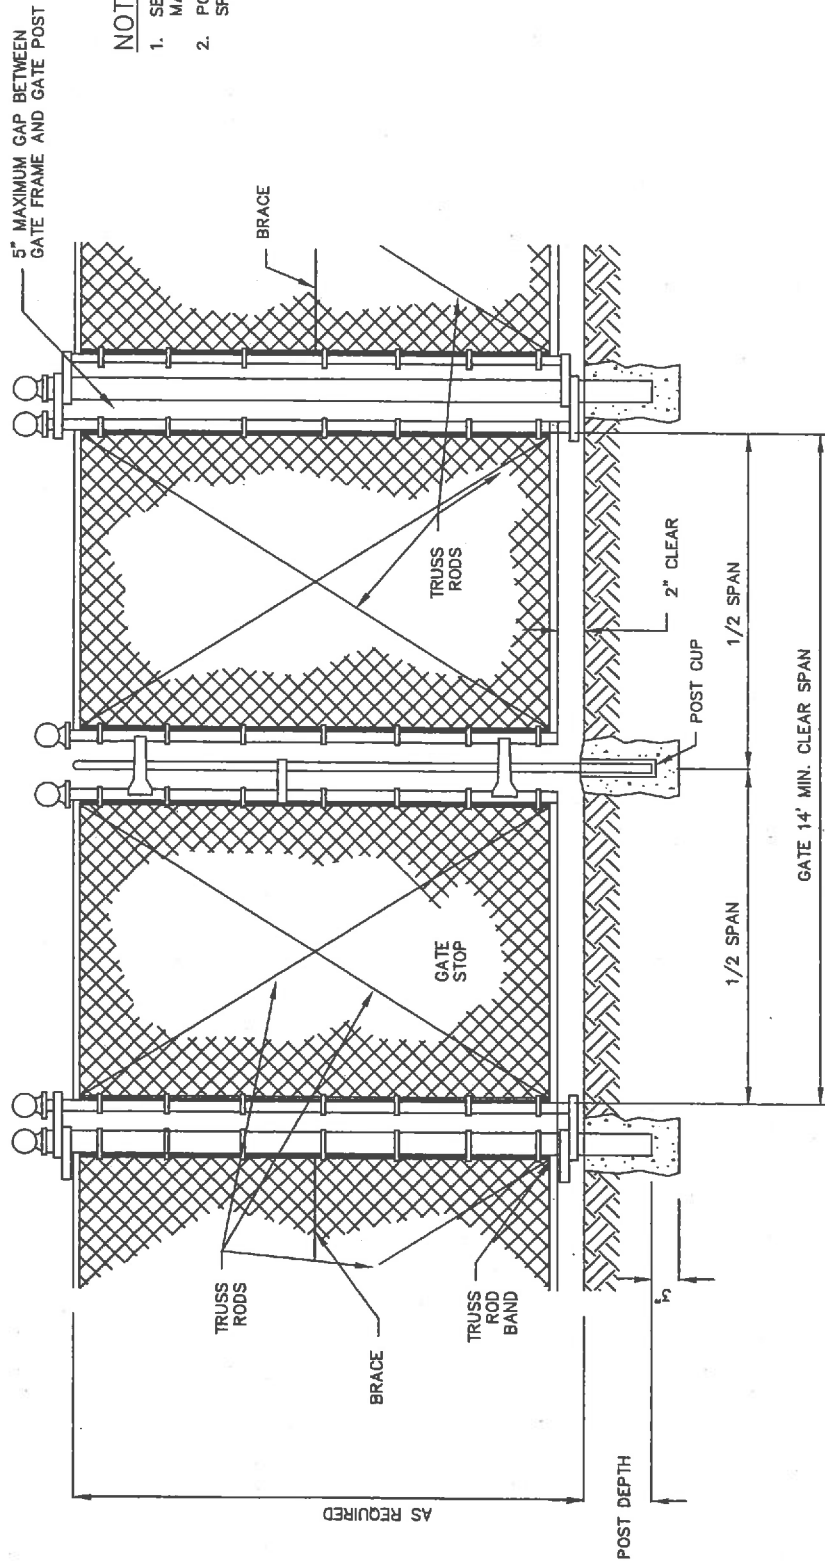 5" MAXIMUM GAP BETWEEN
GATE FRAME AND GATE POST
NOT
1. SE
MA
2. PO
SP
BRACE
TRUSS
RODS
2" CLEAR
POST CUP
1/2 SPAN
1/2 SPAN
GATE 14' MIN. CLEAR SPAN
GATE
STOP
TRUSS
RODS
BRACE
TRUSS
ROD
BAND
3"
AS REQUIRED
POST DEPTH